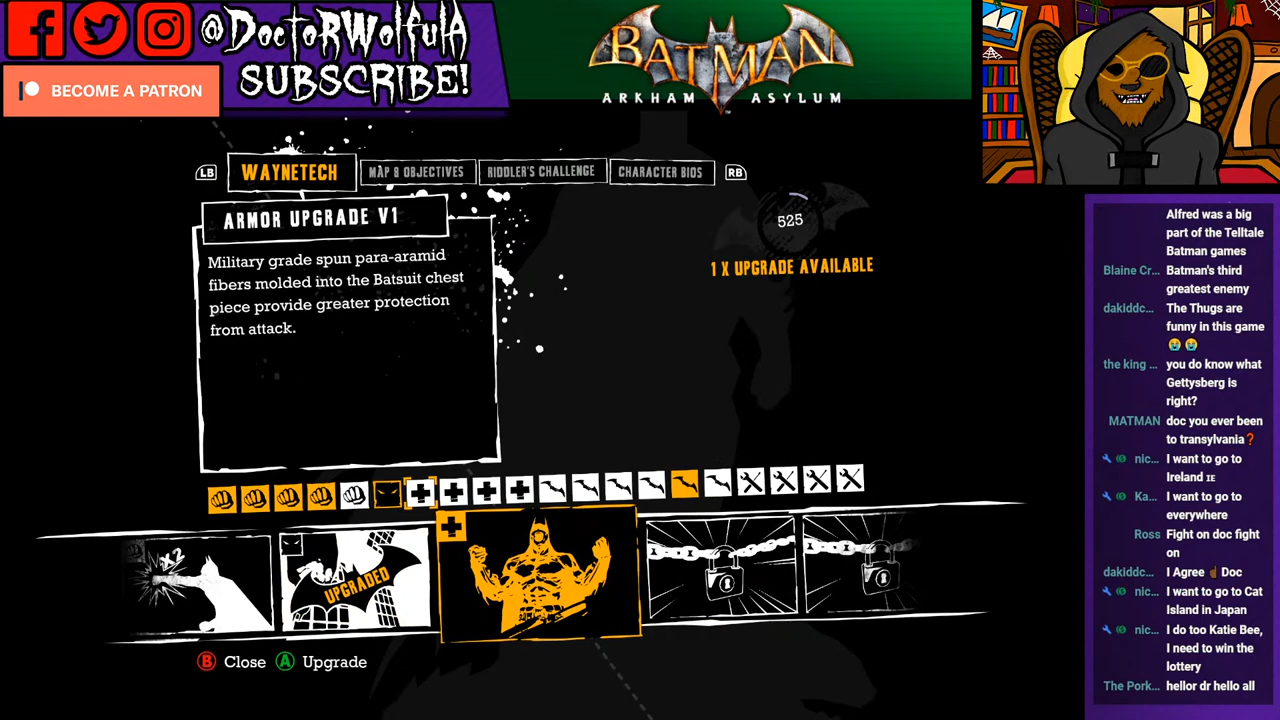 @DoctoRWolfulA
SUBSCRIBE!
BECOME A PATRON
BATMAN
ARKHAM ASYLUM
LB
WAYNETECH
MAP & OBJECTIVES
RIDDLER'S CHALLENGE
CHARACTER BIOS
RB
ARMOR UPGRADE V1
Military grade spun para-aramid
fibers molded into the Batsuit chest
piece provide greater protection
from attack.
525
1 X UPGRADE AVAILABLE
X2
UPGRADED
B Close A Upgrade
Alfred was a big
part of the Telltale
Batman games
Blaine Cr... Batman's third
greatest enemy
dakiddc... The Thugs are
funny in this game
😭 😭
the king ... you do know what
Gettysberg is
right?
MATMAN doc you ever been
to transylvania❓
nic... I want to go to
Ireland IE
Ka... I want to go to
everywhere
Ross Fight on doc fight
on
dakiddc... I Agree ☝🏾 Doc
nic... I want to go to Cat
Island in Japan
nic... I do too Katie Bee,
I need to win the
lottery
The Pork... hellor dr hello all